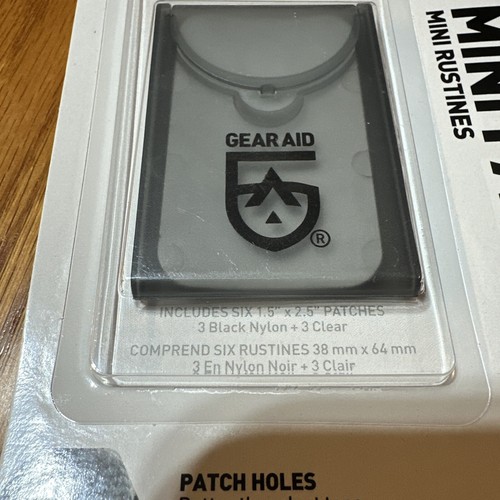 MINI
MINI RUSTINES
GEAR AID
®
INCLUDES SIX 1.5" x 2.5" PATCHES
3 Black Nylon + 3 Clear
COMPREND SIX RUSTINES 38 mm x 64 mm
3 En Nylon Noir + 3 Clair
PATCH HOLES